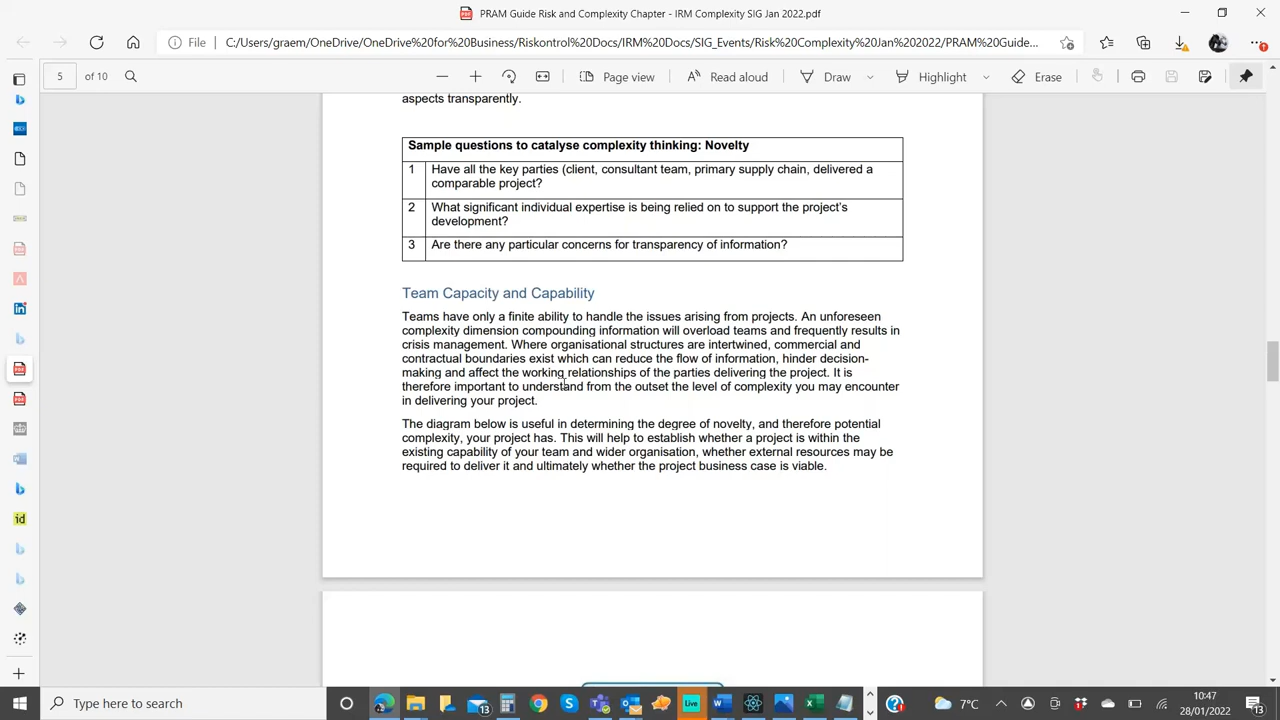 PRAM Guide Risk and Complexity Chapter - IRM Complexity SIG Jan 2022.pdf
File
C:/Users/graem/OneDrive/OneDrive%20for%20Business/Riskontrol%20Docs/IRM%20Docs/SIG_Events/Risk%20Complexity%20Jan%202022/PRAM%20Guide...
5 of 10
Page view
Read aloud
Draw
Highlight
Erase
aspects transparently.
Sample questions to catalyse complexity thinking: Novelty
1 Have all the key parties (client, consultant team, primary supply chain, delivered a
comparable project?
2 What significant individual expertise is being relied on to support the project's
development?
3 Are there any particular concerns for transparency of information?
Team Capacity and Capability
Teams have only a finite ability to handle the issues arising from projects. An unforeseen
complexity dimension compounding information will overload teams and frequently results in
crisis management. Where organisational structures are intertwined, commercial and
contractual boundaries exist which can reduce the flow of information, hinder decision-
making and affect the working relationships of the parties delivering the project. It is
therefore important to understand from the outset the level of complexity you may encounter
in delivering your project.
The diagram below is useful in determining the degree of novelty, and therefore potential
complexity, your project has. This will help to establish whether a project is within the
existing capability of your team and wider organisation, whether external resources may be
required to deliver it and ultimately whether the project business case is viable.
in
id
Type here to search
13
Live
7°C
10:47
28/01/2022
13